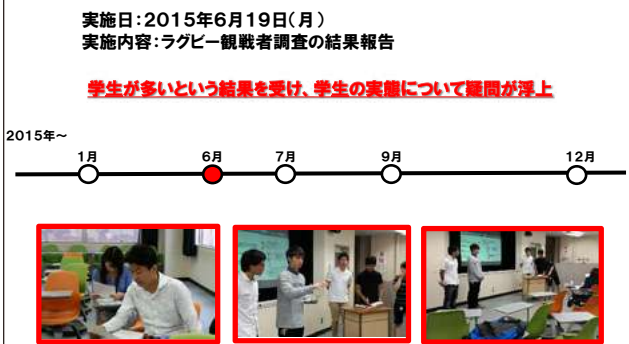 実施日：2015年6月19日（月）
実施内容：ラグビー観戦者調査の結果報告
学生が多いという結果を受け、学生の実態について疑問が浮上
2015年～
1月 6月 7月 9月 12月